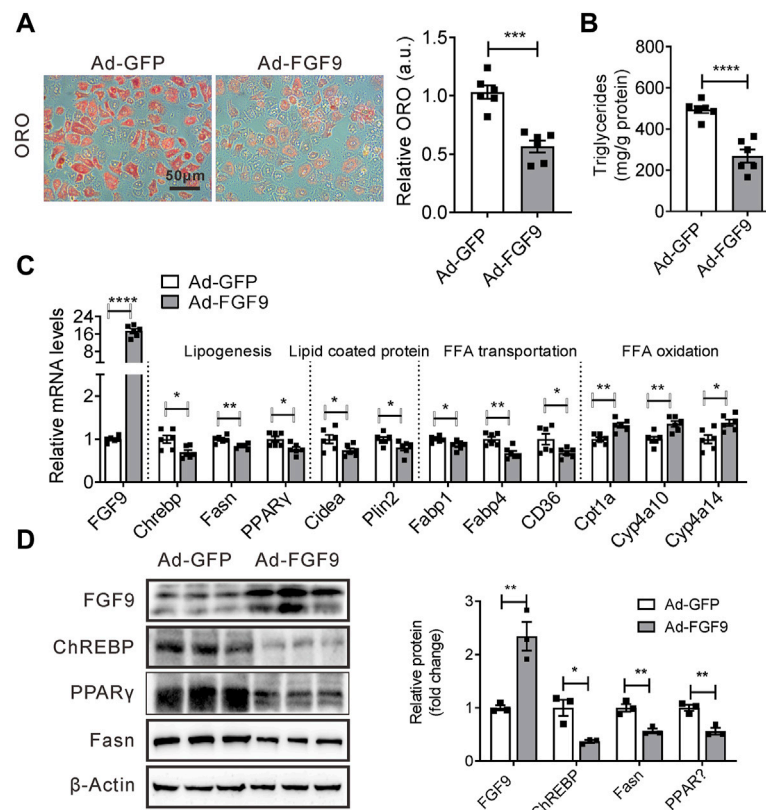 A
Ad-GFP
Ad-FGF9
ORO
50μm
Relative ORO (a.u.)
1.5
1.0
0.5
0.0
***
Ad-GFP
Ad-FGF9
B
Triglycerides
(mg/g protein)
800
600
400
200
0
****
Ad-GFP
Ad-FGF9
C
Ad-GFP
Ad-FGF9
Relative mRNA levels
24
16
8
2
1
0
Lipogenesis
Lipid coated protein
FFA transportation
FFA oxidation
****
*
**
*
*
*
*
**
*
**
**
*
FGF9
Chrebp
Fasn
PPARγ
Cidea
Plin2
Fabp1
Fabp4
CD36
Cpt1a
Cyp4a10
Cyp4a14
D
Ad-GFP
Ad-FGF9
FGF9
ChREBP
PPARγ
Fasn
β-Actin
Relative protein
(fold change)
3
2
1
0
Ad-GFP
Ad-FGF9
**
*
**
**
FGF9
ChREBP
Fasn
PPAR?